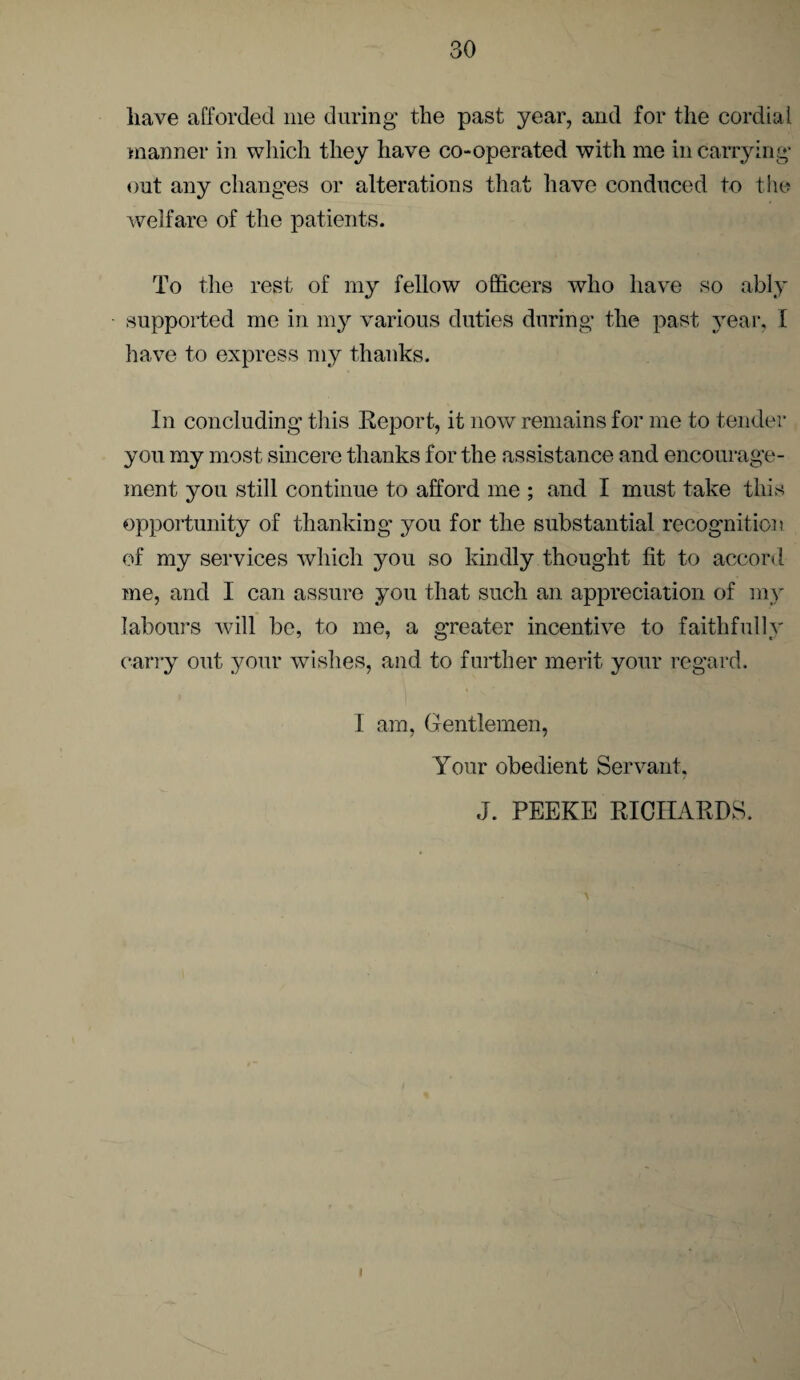 30
have afforded me during the past year, and for the cordial
manner in which they have co-operated with me in carrying
out any changes or alterations that have conduced to the
welfare of the patients.
To the rest of my fellow officers who have so ably
supported me in my various duties during the past year, I
have to express my thanks.
In concluding this Report, it now remains for me to tender
you my most sincere thanks for the assistance and encourage-
ment you still continue to afford me ; and I must take this
opportunity of thanking you for the substantial recognition
of my services which you so kindly thought fit to accord
me, and I can assure you that such an appreciation of my
labours will be, to me, a greater incentive to faithfully
carry out your wishes, and to further merit your regard.
I am, Gentlemen,
Your obedient Servant,
J. PEEKE RICHARDS.